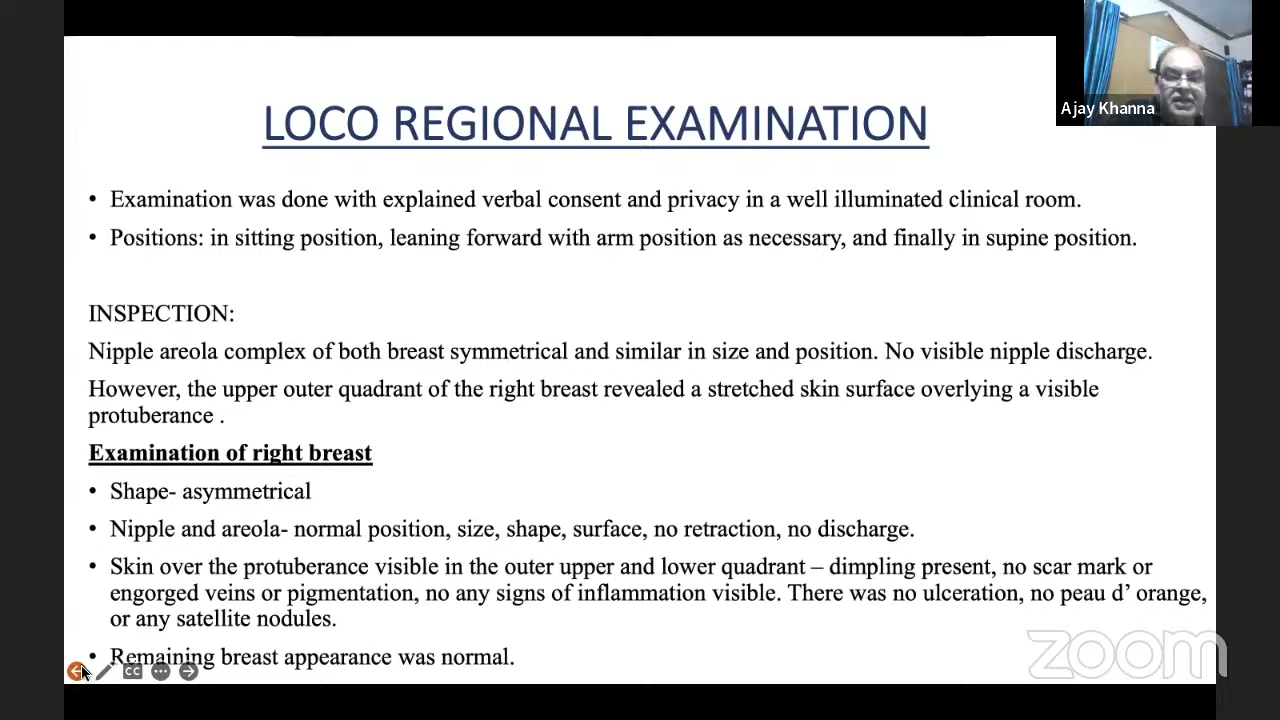 Ajay Khanna
LOCO REGIONAL EXAMINATION
• Examination was done with explained verbal consent and privacy in a well illuminated clinical room.
• Positions: in sitting position, leaning forward with arm position as necessary, and finally in supine position.
INSPECTION:
Nipple areola complex of both breast symmetrical and similar in size and position. No visible nipple discharge.
However, the upper outer quadrant of the right breast revealed a stretched skin surface overlying a visible
protuberance .
Examination of right breast
• Shape- asymmetrical
• Nipple and areola- normal position, size, shape, surface, no retraction, no discharge.
• Skin over the protuberance visible in the outer upper and lower quadrant – dimpling present, no scar mark or
engorged veins or pigmentation, no any signs of inflammation visible. There was no ulceration, no peau d’ orange,
or any satellite nodules.
• Remaining breast appearance was normal.
CC
zoom